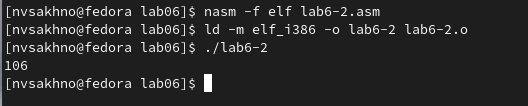 [nvsakhno@fedora lab06]$ nasm -f elf lab6-2.asm
[nvsakhno@fedora lab06]$ ld -m elf_i386 -o lab6-2 lab6-2.o
[nvsakhno@fedora lab06]$ ./lab6-2
106
[nvsakhno@fedora lab06]$